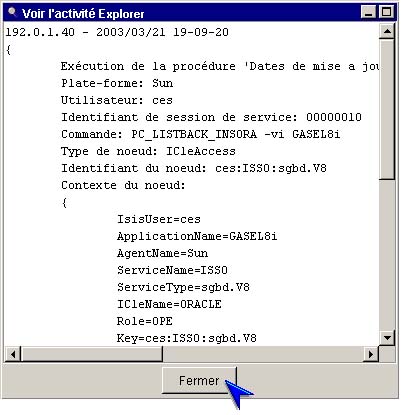 Voir l'activité Explorer
192.0.1.40 - 2003/03/21 19-09-20
{
Exécution de la procédure 'Dates de mise a jou
Plate-forme: Sun
Utilisateur: ces
Identifiant de session de service: 00000010
Commande: PC_LISTBACK_INSORA -vi GASEL8i
Type de noeud: ICleAccess
Identifiant du noeud: ces:ISSO:sgbd.V8
Contexte du noeud:
{
IsisUser=ces
ApplicationName=GASEL8i
AgentName=Sun
ServiceName=ISSO
ServiceType=sgbd.V8
ICleName=ORACLE
Role=OPE
Key=ces:ISSO:sgbd.V8
Fermer